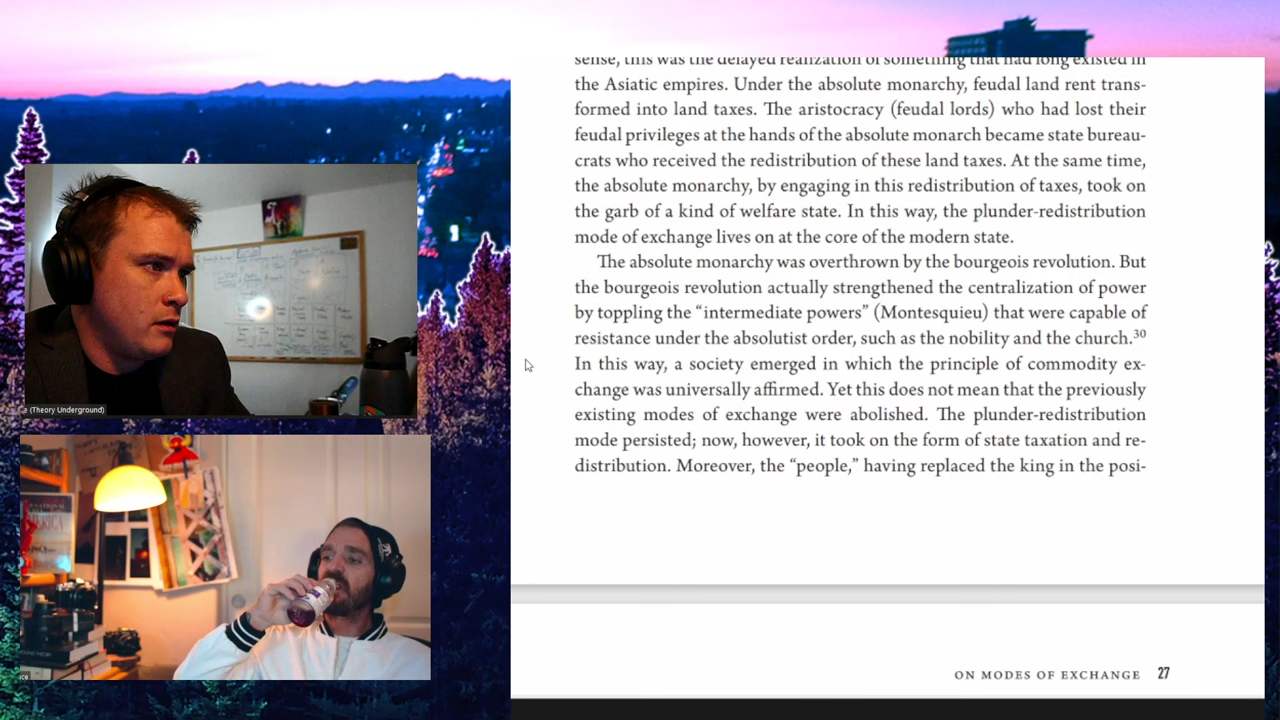 sense, this was the delayed realization of something that had long existed in
the Asiatic empires. Under the absolute monarchy, feudal land rent trans-
formed into land taxes. The aristocracy (feudal lords) who had lost their
feudal privileges at the hands of the absolute monarch became state bureau-
crats who received the redistribution of these land taxes. At the same time,
the absolute monarchy, by engaging in this redistribution of taxes, took on
the garb of a kind of welfare state. In this way, the plunder-redistribution
mode of exchange lives on at the core of the modern state.
The absolute monarchy was overthrown by the bourgeois revolution. But
the bourgeois revolution actually strengthened the centralization of power
by toppling the “intermediate powers” (Montesquieu) that were capable of
resistance under the absolutist order, such as the nobility and the church.30
In this way, a society emerged in which the principle of commodity ex-
change was universally affirmed. Yet this does not mean that the previously
existing modes of exchange were abolished. The plunder-redistribution
mode persisted; now, however, it took on the form of state taxation and re-
distribution. Moreover, the “people,” having replaced the king in the posi-
ON MODES OF EXCHANGE 27
e (Theory Underground)